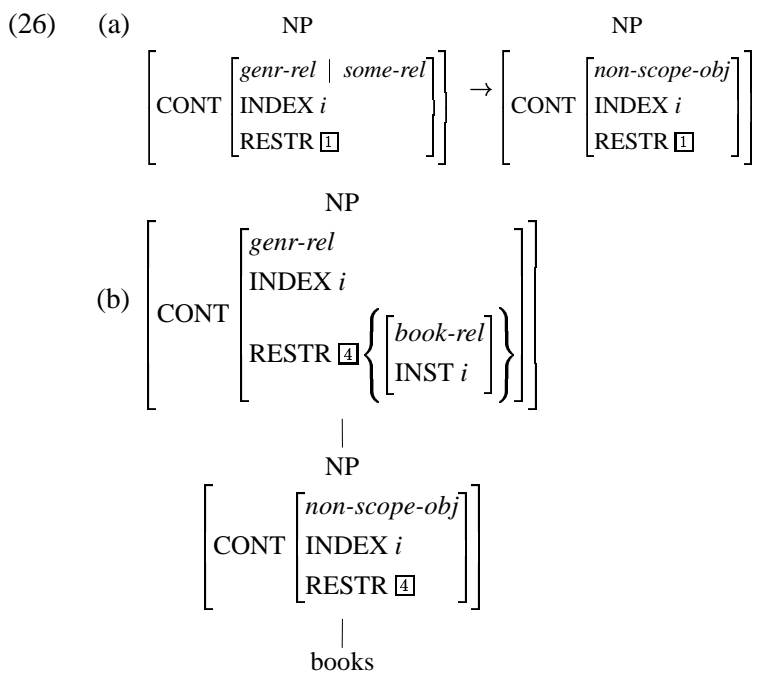 (26) (a) NP NP
[CONT [genr-rel | some-rel → [CONT [non-scope-obj
INDEX i INDEX i
RESTR [1]]] RESTR [1]]]
NP
(b) [CONT [genr-rel
INDEX i
RESTR [4] { [book-rel
INST i] } ]]
NP
[CONT [non-scope-obj
INDEX i
RESTR [4]]]
books